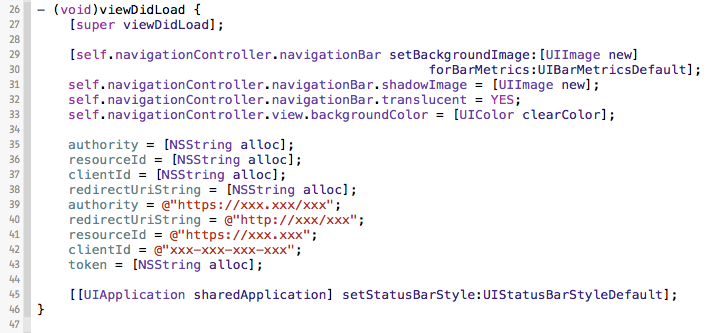 26 - (void)viewDidLoad {
27     [super viewDidLoad];
28
29     [self.navigationController.navigationBar setBackgroundImage:[UIImage new]
30                                                   forBarMetrics:UIBarMetricsDefault];
31     self.navigationController.navigationBar.shadowImage = [UIImage new];
32     self.navigationController.navigationBar.translucent = YES;
33     self.navigationController.view.backgroundColor = [UIColor clearColor];
34
35     authority = [NSString alloc];
36     resourceId = [NSString alloc];
37     clientId = [NSString alloc];
38     redirectUriString = [NSString alloc];
39     authority = @"https://xxx.xxx/xxx";
40     redirectUriString = @"http://xxx/xxx";
41     resourceId = @"https://xxx.xxx";
42     clientId = @"xxx-xxx-xxx-xxx";
43     token = [NSString alloc];
44
45     [[UIApplication sharedApplication] setStatusBarStyle:UIStatusBarStyleDefault];
46 }
47